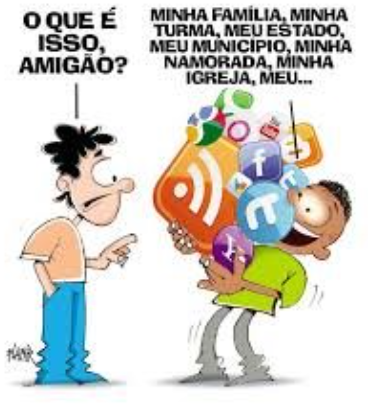 O QUE É
ISSO,
AMIGÃO?
MINHA FAMÍLIA, MINHA
TURMA, MEU ESTADO,
MEU MUNICÍPIO, MINHA
NAMORADA, MINHA
IGREJA, MEU...